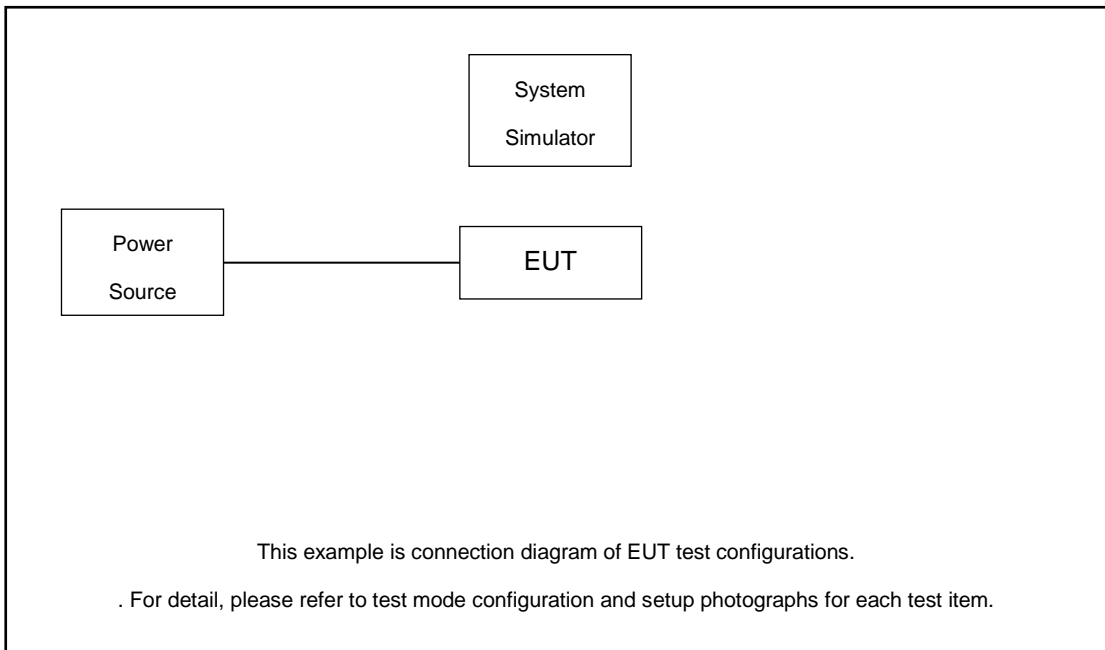 System
Simulator
Power
Source
EUT
This example is connection diagram of EUT test configurations.
. For detail, please refer to test mode configuration and setup photographs for each test item.